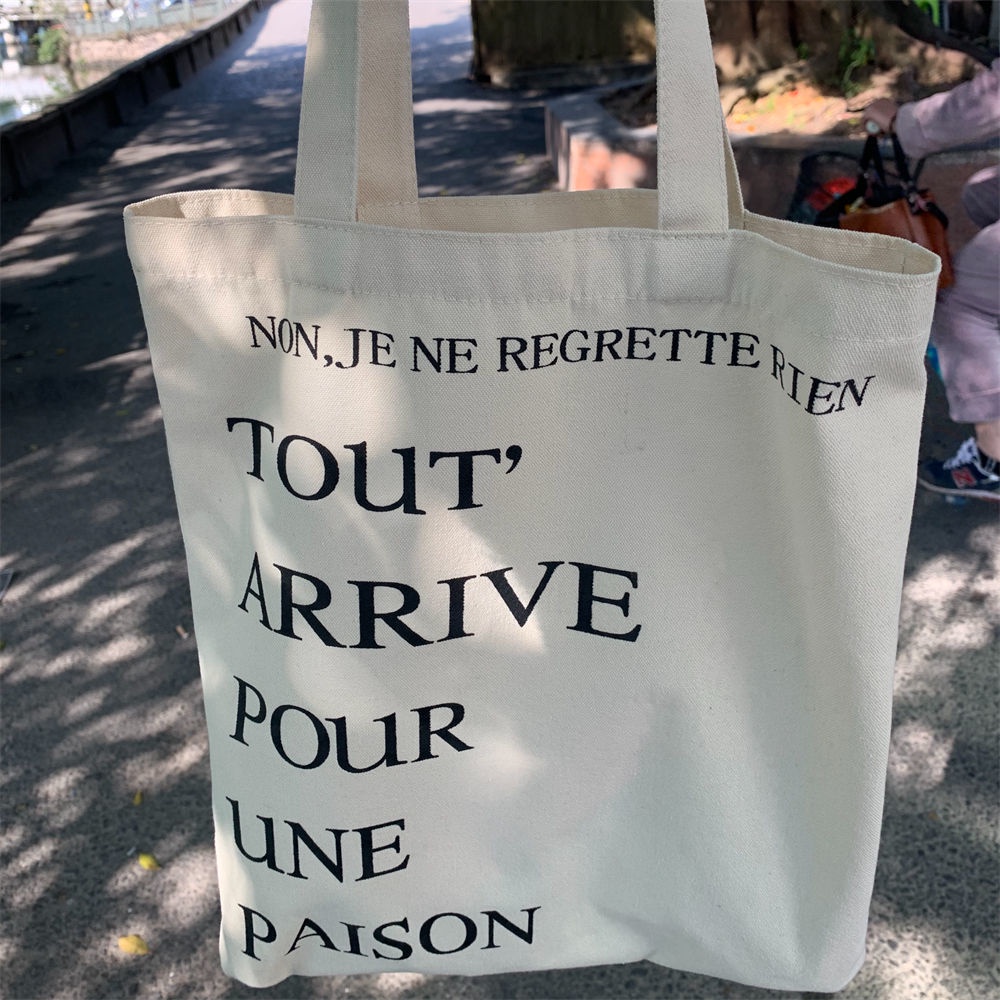 NON,JE NE REGRETTE RIEN
TOUT’
ARRIVE
POUR
UNE
PAISON